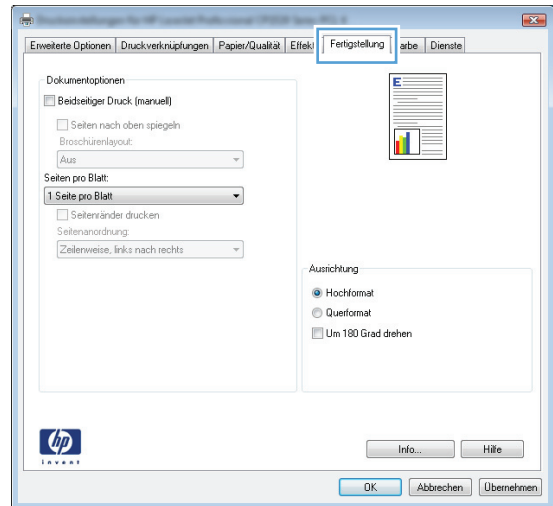 Erweiterte Optionen Druckverknüpfungen Papier/Qualität Effek Fertigstellung arbe Dienste
Dokumentoptionen
Beidseitiger Druck (manuell)
Seiten nach oben spiegeln
Broschürenlayout:
Aus
Seiten pro Blatt:
1 Seite pro Blatt
Seitenränder drucken
Seitenanordnung:
Zeilenweise, links nach rechts
E
Ausrichtung
Hochformat
Querformat
Um 180 Grad drehen
hp
invent
Info... Hilfe
OK Abbrechen Übernehmen